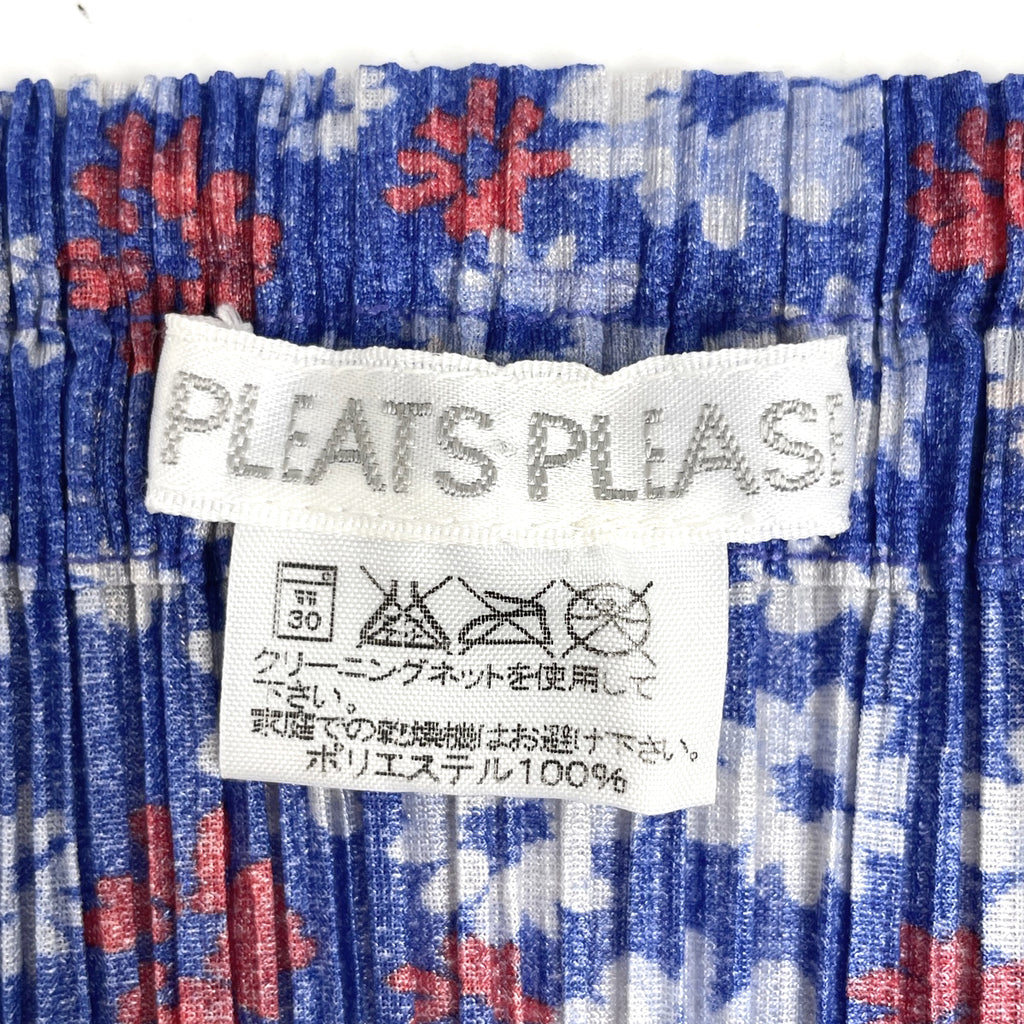 PLEATS PLEASE
弱
30
クリーニングネットを使用して
下さい。
家庭での乾燥機はお避け下さい。
ポリエステル100%